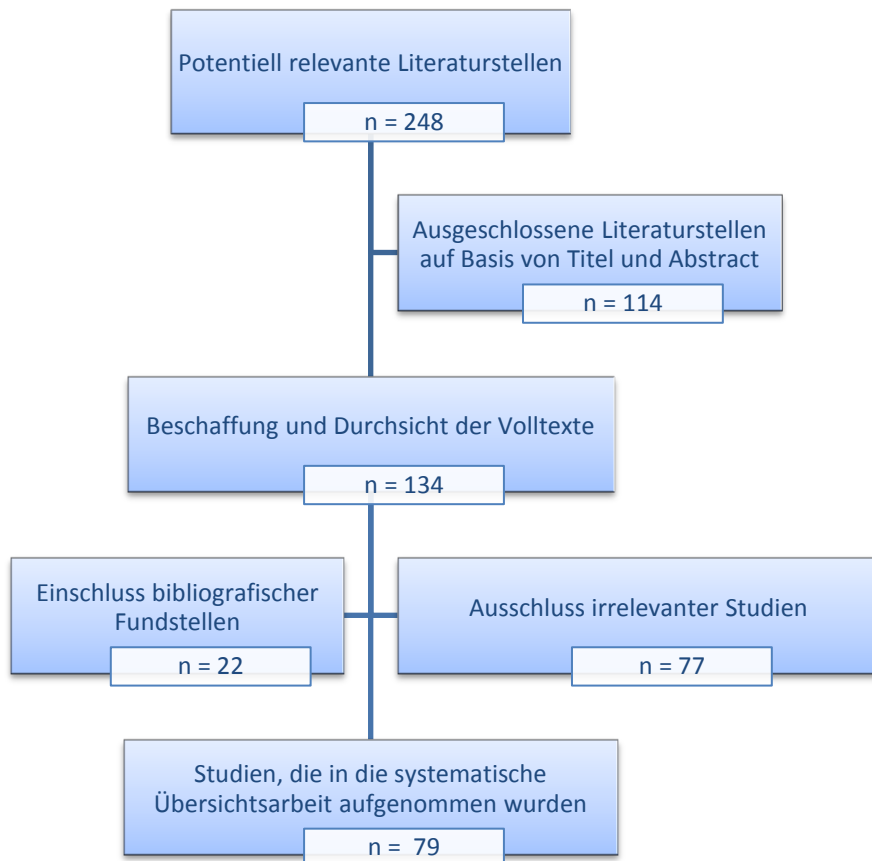 Potentiell relevante Literaturstellen
n = 248
Ausgeschlossene Literaturstellen
auf Basis von Titel und Abstract
n = 114
Beschaffung und Durchsicht der Volltexte
n = 134
Einschluss bibliografischer
Fundstellen
n = 22
Ausschluss irrelevanter Studien
n = 77
Studien, die in die systematische
Übersichtsarbeit aufgenommen wurden
n = 79